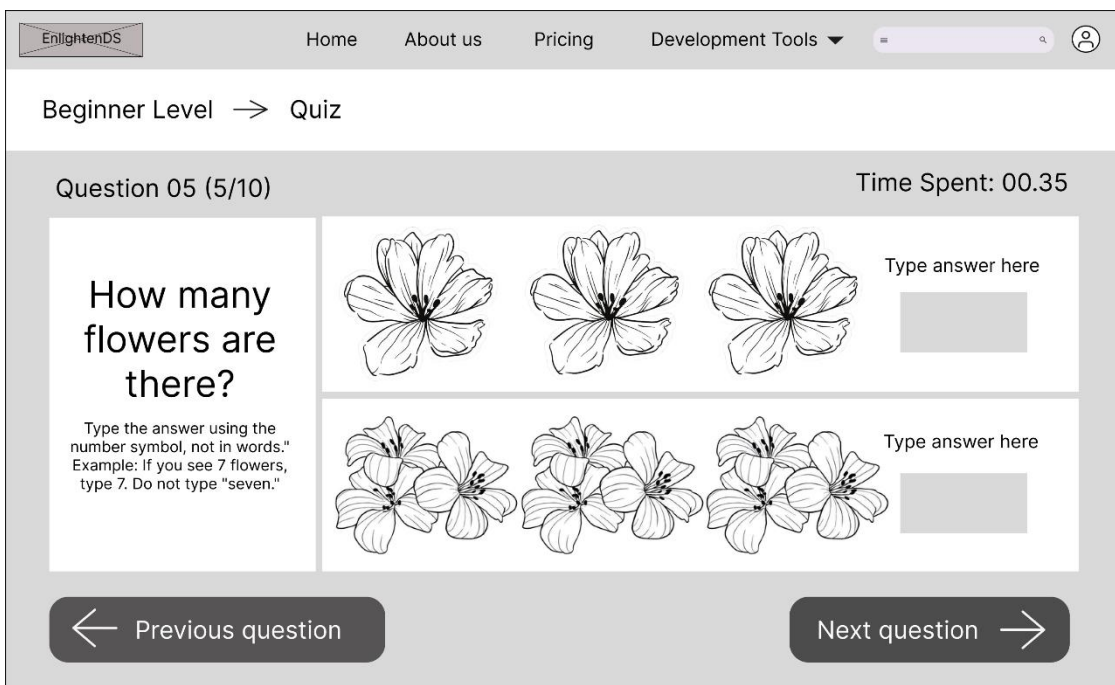 EnlightenDS
Home About us Pricing Development Tools
Beginner Level → Quiz
Question 05 (5/10)
Time Spent: 00.35
How many
flowers are
there?
Type the answer using the
number symbol, not in words."
Example: If you see 7 flowers,
type 7. Do not type "seven."
Type answer here
Type answer here
Previous question
Next question